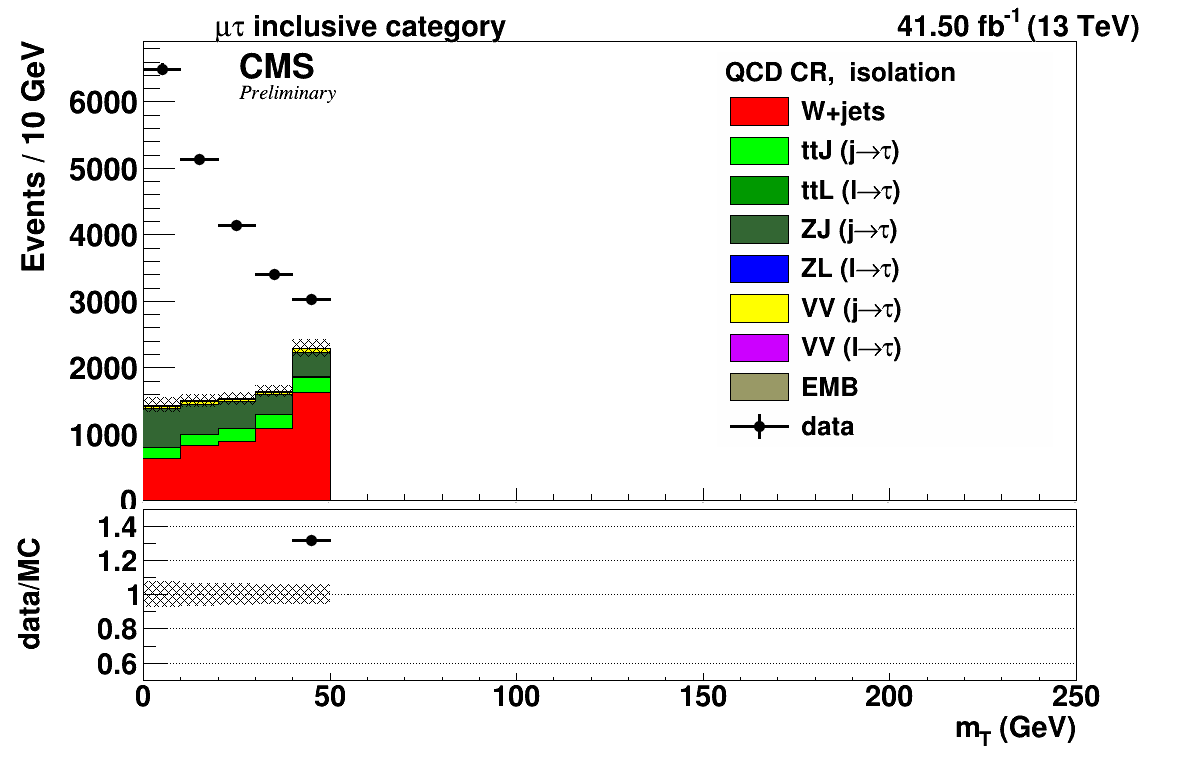 μτ inclusive category 41.50 fb⁻¹ (13 TeV)
CMS
Preliminary
QCD CR, isolation
W+jets
ttJ (j→τ)
ttL (l→τ)
ZJ (j→τ)
ZL (l→τ)
VV (j→τ)
VV (l→τ)
EMB
data
Events / 10 GeV
6000
5000
4000
3000
2000
1000
0
data/MC
1.4
1.2
1
0.8
0.6
0 50 100 150 200 250
m_T (GeV)